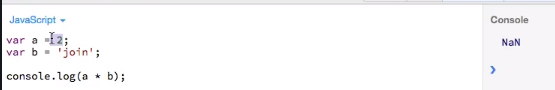 JavaScript
Console
var a = 2;
NaN
var b = 'join';
console.log(a * b);